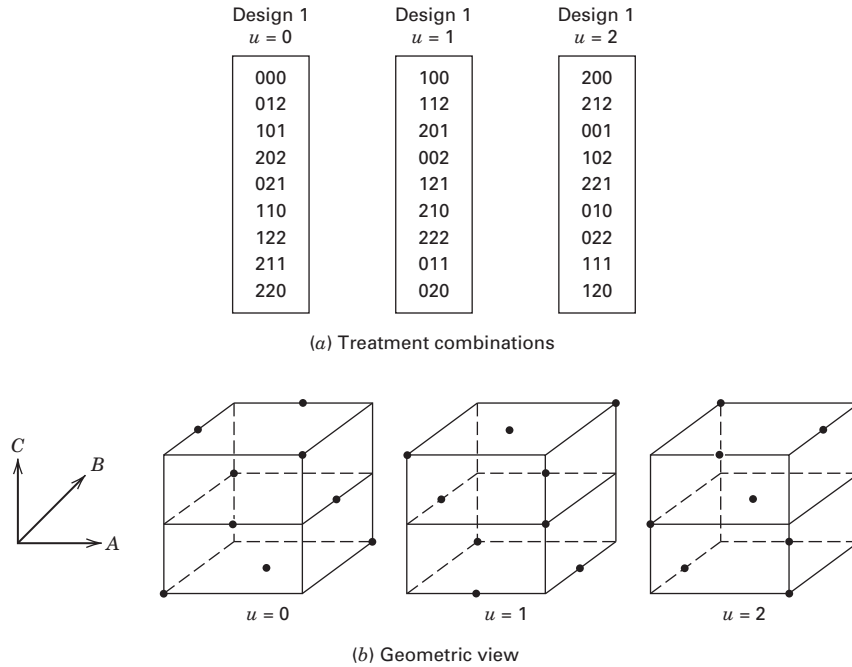 Design 1 Design 1 Design 1
u = 0 u = 1 u = 2
000 100 200
012 112 212
101 201 001
202 002 102
021 121 221
110 210 010
122 222 022
211 011 111
220 020 120
(a) Treatment combinations
C
B
A
u = 0 u = 1 u = 2
(b) Geometric view